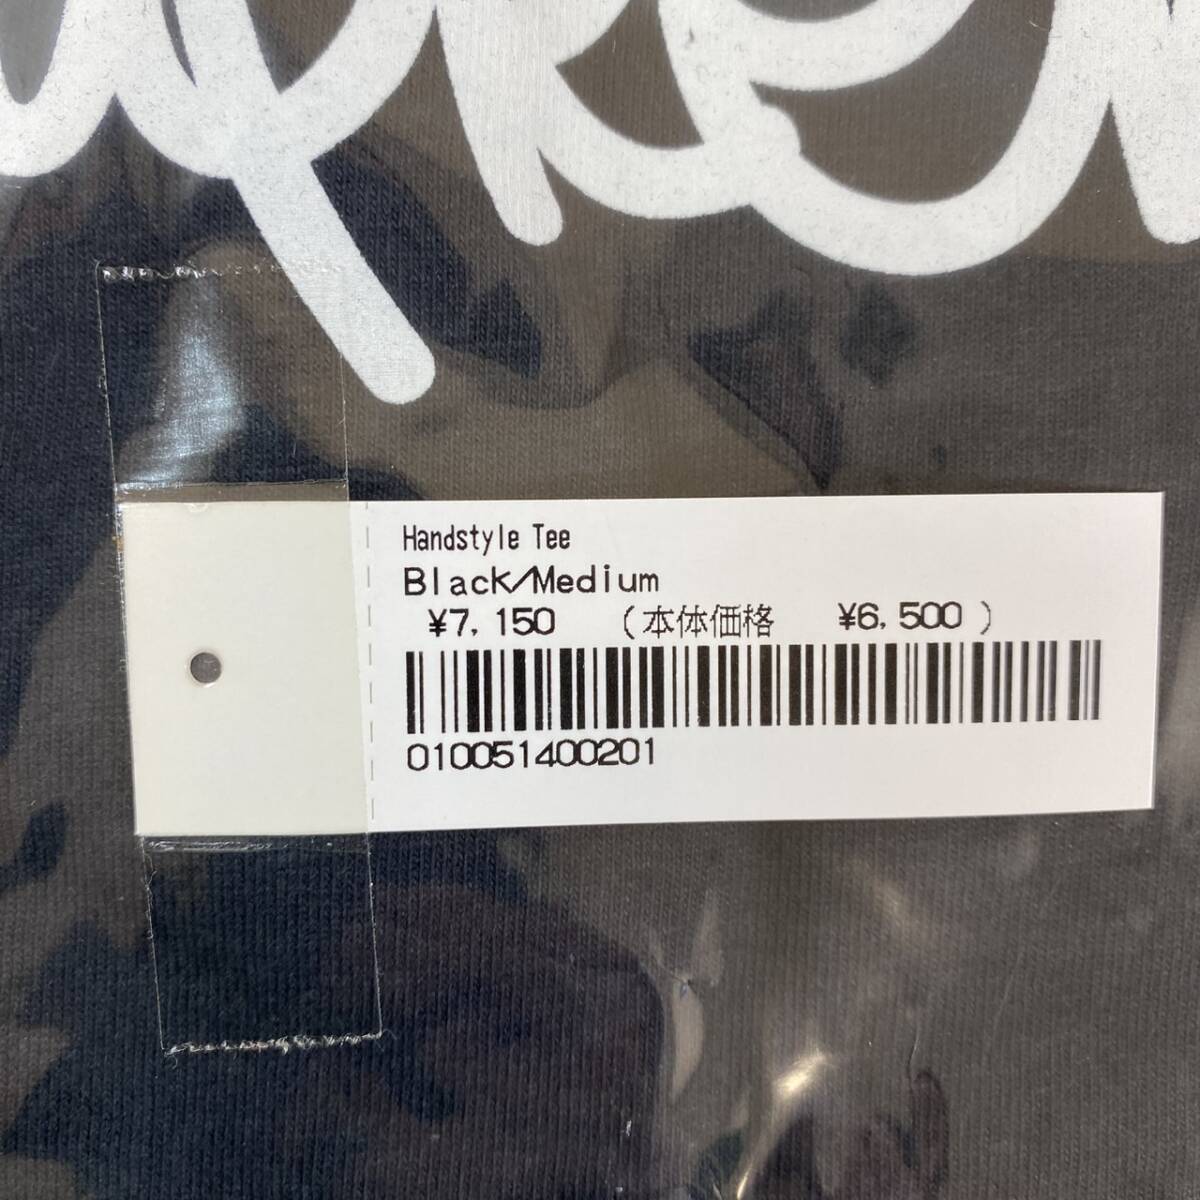 Handstyle Tee
Black/Medium
¥7,150 (本体価格 ¥6,500)
010051400201